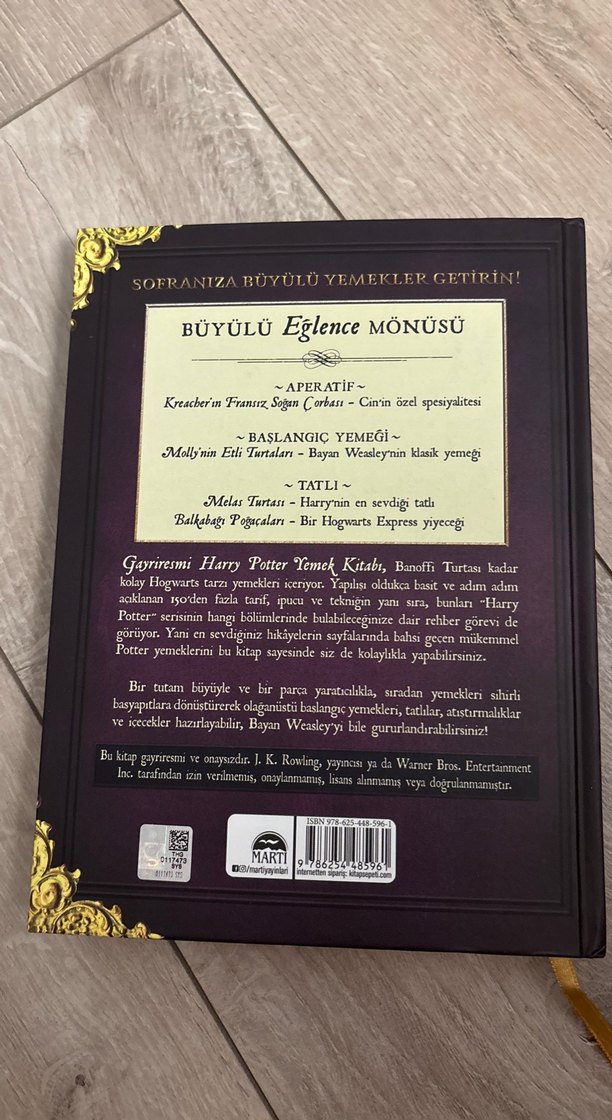 SOFRANIZA BÜYÜLÜ YEMEKLER GETİRİN!
BÜYÜLÜ Eğlence MÖNÜSÜ
~ APERATİF ~
Kreacher'ın Fransız Soğan Çorbası - Cin'in özel spesiyalitesi
~ BAŞLANGIÇ YEMEĞİ ~
Molly'nin Etli Turtaları - Bayan Weasley'nin klasik yemeği
~ TATLI ~
Melas Turtası - Harry'nin en sevdiği tatlı
Balkabağı Poğaçaları - Bir Hogwarts Express yiyeceği
Gayriresmi Harry Potter Yemek Kitabı, Banoffi Turtası kadar
kolay Hogwarts tarzı yemekleri içeriyor. Yapılışı oldukça basit ve adım adım
açıklanan 150'den fazla tarif, ipucu ve tekniğin yanı sıra, bunları "Harry
Potter" serisinin hangi bölümlerinde bulabileceğinize dair rehber görevi de
görüyor. Yani en sevdiğiniz hikâyelerin sayfalarında bahsi geçen mükemmel
Potter yemeklerini bu kitap sayesinde siz de kolaylıkla yapabilirsiniz.
Bir tutam büyüyle ve bir parça yaratıcılıkla, sıradan yemekleri sihirli
başyapıtlara dönüştürerek olağanüstü başlangıç yemekleri, tatlılar, atıştırmalıklar
ve içecekler hazırlayabilir, Bayan Weasley'yi bile gururlandırabilirsiniz!
Bu kitap gayriresmi ve onaysızdır. J. K. Rowling, yayıncısı ya da Warner Bros. Entertainment
Inc. tarafından izin verilmemiş, onaylanmamış, lisans alınmamış veya doğrulanmamıştır.
ISBN 978-625-448-596-1
THG
0117473
SYS
0117473 SYS
MARTI
/martiyayinlari
9 786254 485961
internetten sipariş: kitapsepeti.com